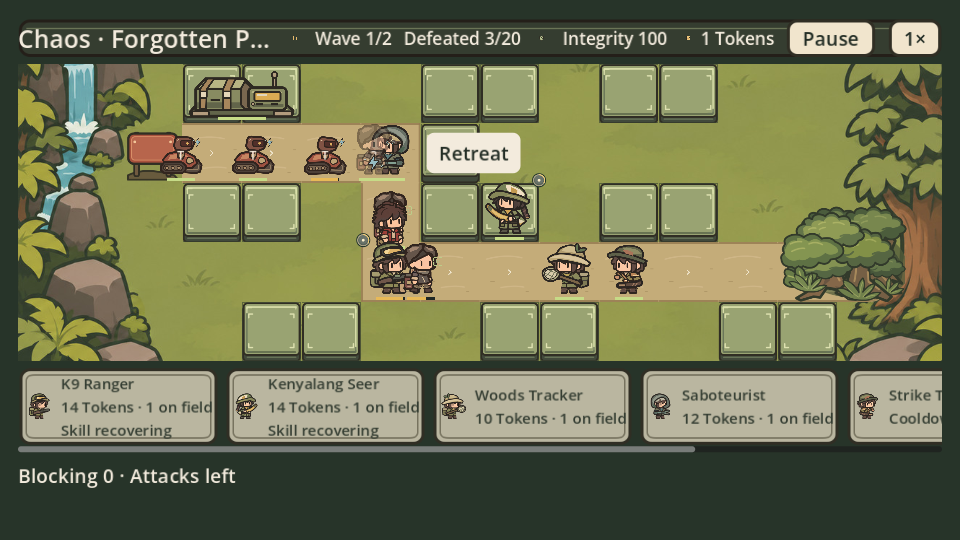 Chaos · Forgotten P...
Wave 1/2 Defeated 3/20
Integrity 100
1 Tokens
Pause
1×
Retreat
K9 Ranger
14 Tokens · 1 on field
Skill recovering
Kenyalang Seer
14 Tokens · 1 on field
Skill recovering
Woods Tracker
10 Tokens · 1 on field
Saboteurist
12 Tokens · 1 on field
Strike T
Cooldow
Blocking 0 · Attacks left